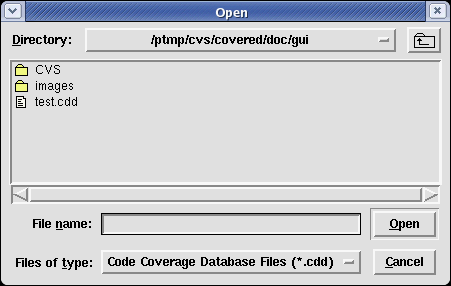 Open
Directory: /ptmp/cvs/covered/doc/gui
CVS
images
test.cdd
File name: Open
Files of type: Code Coverage Database Files (*.cdd) Cancel